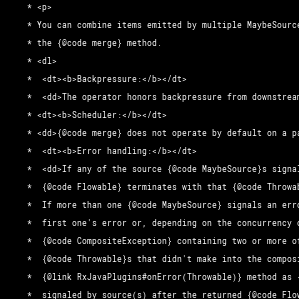 * <p>
* You can combine items emitted by multiple MaybeSource
* the {@code merge} method.
* <dl>
*  <dt><b>Backpressure:</b></dt>
*  <dd>The operator honors backpressure from downstream
* <dt><b>Scheduler:</b></dt>
* <dd>{@code merge} does not operate by default on a pa
*  <dt><b>Error handling:</b></dt>
*  <dd>If any of the source {@code MaybeSource}s signal
*  {@code Flowable} terminates with that {@code Throwab
*  If more than one {@code MaybeSource} signals an erro
*  first one's error or, depending on the concurrency o
*  {@code CompositeException} containing two or more of
*  {@code Throwable}s that didn't make into the composi
*  {@link RxJavaPlugins#onError(Throwable)} method as
*  signaled by source(s) after the returned {@code Flow